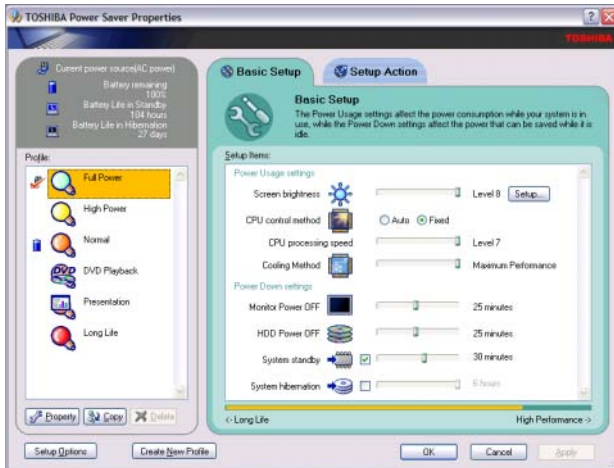 TOSHIBA Power Saver Properties
TOSHIBA
Current power source(AC power)
Battery remaining
100%
Battery Life in Standby
104 hours
Battery Life in Hibernation
27 days
Profile:
Full Power
High Power
Normal
DVD
DVD Playback
Presentation
Long Life
Property
Copy
Delete
Setup Options
Create New Profile
Basic Setup
Setup Action
Basic Setup
The Power Usage settings affect the power consumption while your system is in
use, while the Power Down settings affect the power that can be saved while it is
idle.
Setup Items:
Power Usage settings
Screen brightness
Level 8
Setup...
CPU control method
Auto
Fixed
CPU processing speed
Level 7
Cooling Method
Maximum Performance
Power Down settings
Monitor Power OFF
25 minutes
HDD Power OFF
25 minutes
System standby
30 minutes
System hibernation
6 hours
<- Long Life
High Performance ->
OK
Cancel
Apply